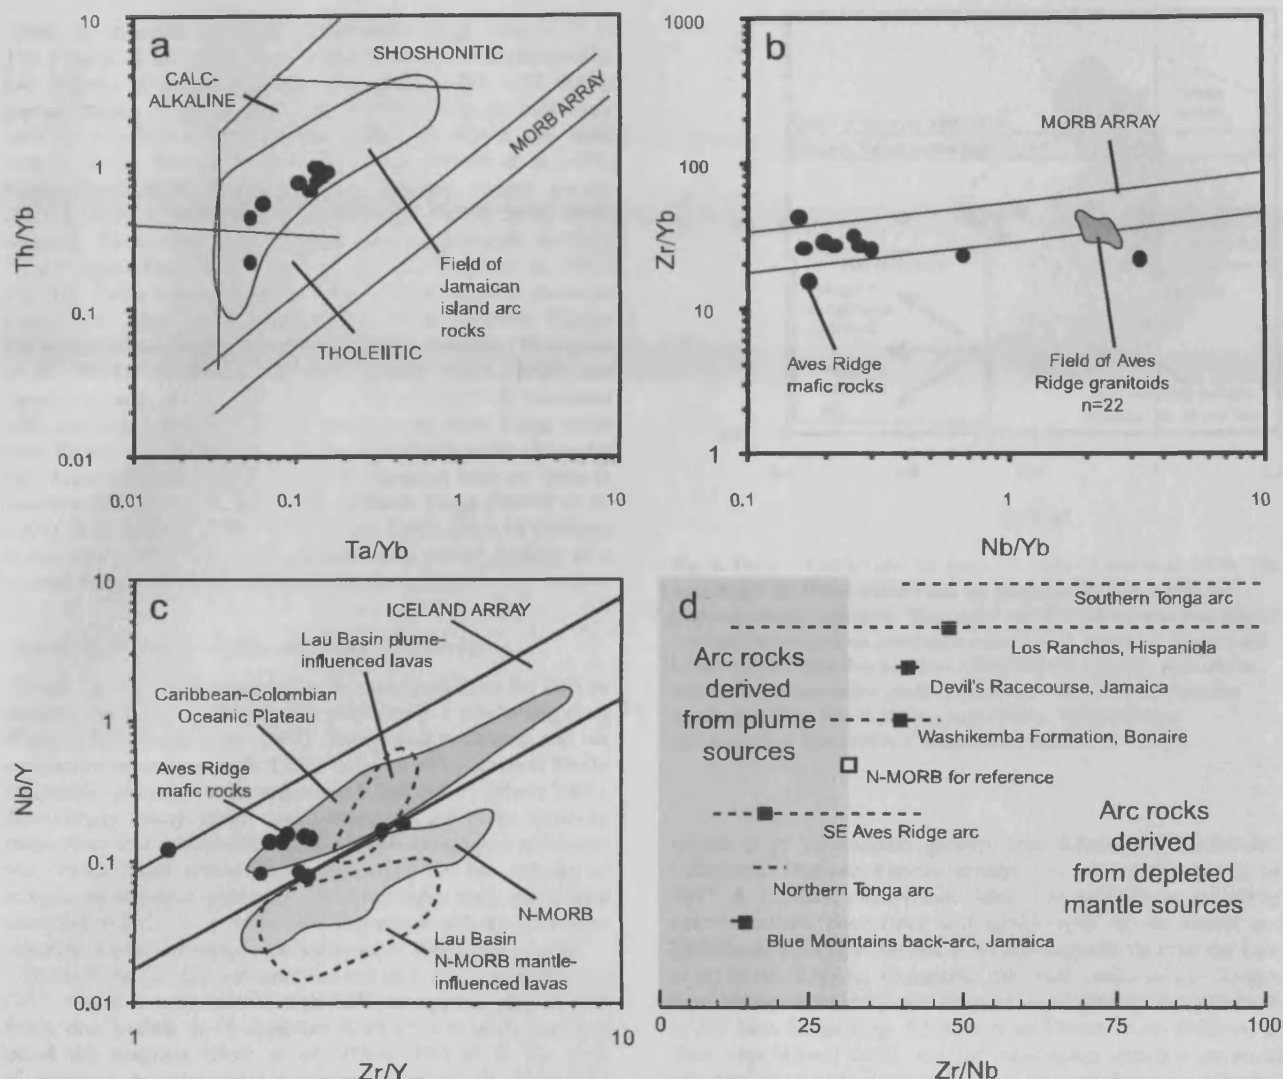 a
SHOSHONITIC
CALC-
ALKALINE
MORB ARRAY
Field of
Jamaican
island arc
rocks
THOLEIITIC
10
1
0.1
0.01
Th/Yb
0.01
0.1
1
10
Ta/Yb
b
MORB ARRAY
Aves Ridge
mafic rocks
Field of Aves
Ridge granitoids
n=22
1000
100
10
1
Zr/Yb
0.1
1
10
Nb/Yb
c
ICELAND ARRAY
Lau Basin plume-
influenced lavas
Caribbean-Colombian
Oceanic Plateau
Aves Ridge
mafic rocks
N-MORB
Lau Basin
N-MORB mantle-
influenced lavas
10
1
0.1
0.01
Nb/Y
1
10
Zr/Y
d
Southern Tonga arc
Los Ranchos, Hispaniola
Arc rocks
derived
from plume
sources
Devil's Racecourse, Jamaica
Washikemba Formation, Bonaire
N-MORB for reference
SE Aves Ridge arc
Arc rocks
derived
from depleted
mantle sources
Northern Tonga arc
Blue Mountains back-arc, Jamaica
0
25
50
75
100
Zr/Nb